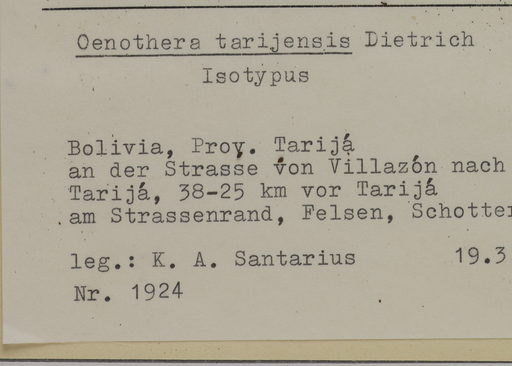 Oenothera tarijensis Dietrich
Isotypus
Bolivia, Prov. Tarijá
an der Strasse von Villazón nach
Tarijá, 38-25 km vor Tarijá
am Strassenrand, Felsen, Schotter
leg.: K. A. Santarius 19.3
Nr. 1924